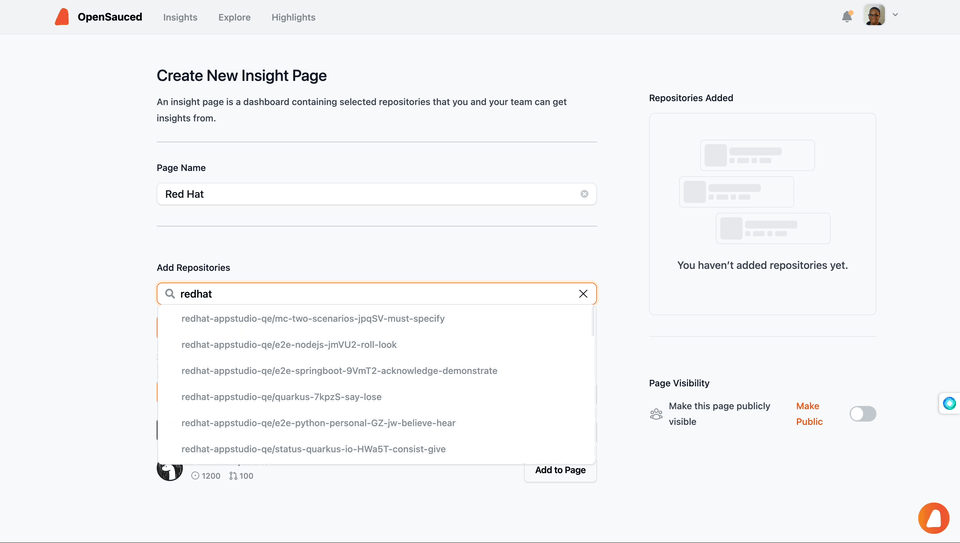 OpenSauced
Insights
Explore
Highlights
Create New Insight Page
An insight page is a dashboard containing selected repositories that you and your team can get
insights from.
Page Name
Red Hat
Add Repositories
redhat
redhat-appstudio-qe/mc-two-scenarios-jpqSV-must-specify
redhat-appstudio-qe/e2e-nodejs-jmVU2-roll-look
redhat-appstudio-qe/e2e-springboot-9VmT2-acknowledge-demonstrate
redhat-appstudio-qe/quarkus-7kpzS-say-lose
redhat-appstudio-qe/e2e-python-personal-GZ-jw-believe-hear
redhat-appstudio-qe/status-quarkus-io-HWa5T-consist-give
1200
100
Add to Page
Repositories Added
You haven't added repositories yet.
Page Visibility
Make this page publicly
visible
Make
Public